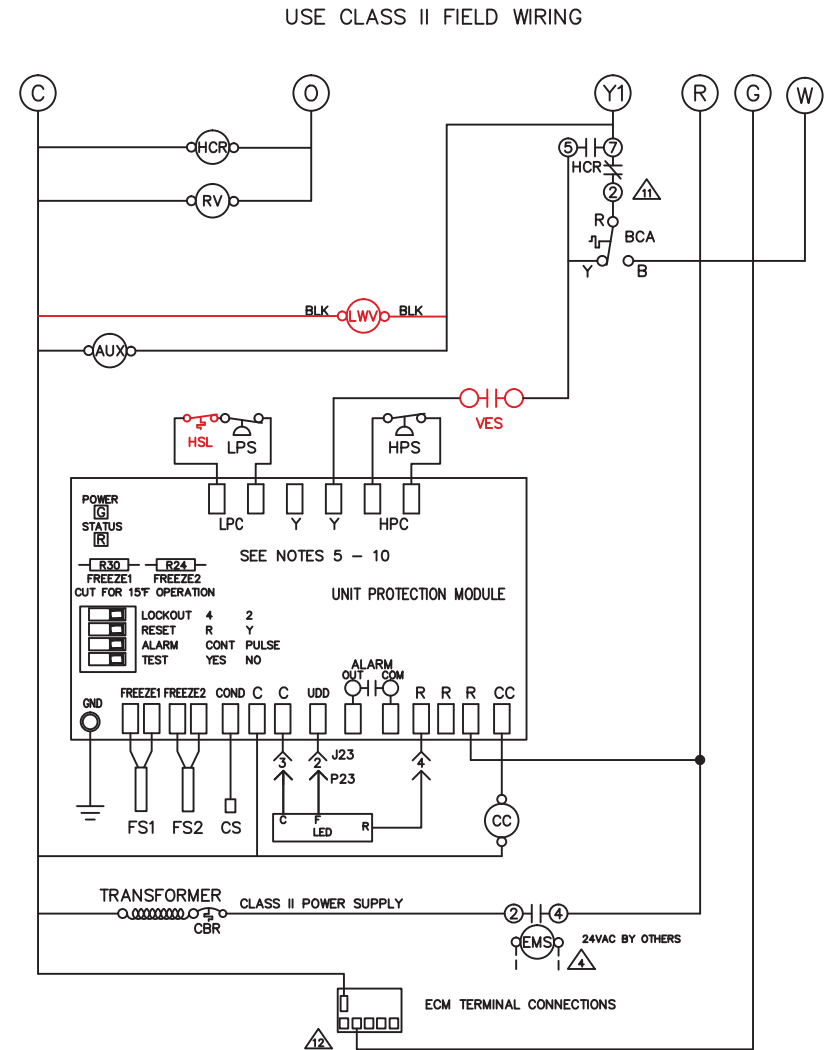 USE CLASS II FIELD WIRING
C O Y1 R G W
HCR
5 7
HCR
2 11
RV
R
BCA
Y B
BLK LWV BLK
AUX
VES
HSL LPS HPS
POWER
G
STATUS
R
LPC Y Y HPC
SEE NOTES 5 - 10
R30 R24
FREEZE1 FREEZE2
CUT FOR 15°F OPERATION
UNIT PROTECTION MODULE
LOCKOUT 4 2
RESET R Y
ALARM CONT PULSE
TEST YES NO
ALARM
OUT COM
GND
FREEZE1 FREEZE2 COND C C UDD R R R CC
J23
3 2 4
P23
C F R
LED
FS1 FS2 CS
CC
TRANSFORMER
CLASS II POWER SUPPLY
CBR
2 4
EMS
24VAC BY OTHERS
4
ECM TERMINAL CONNECTIONS
12